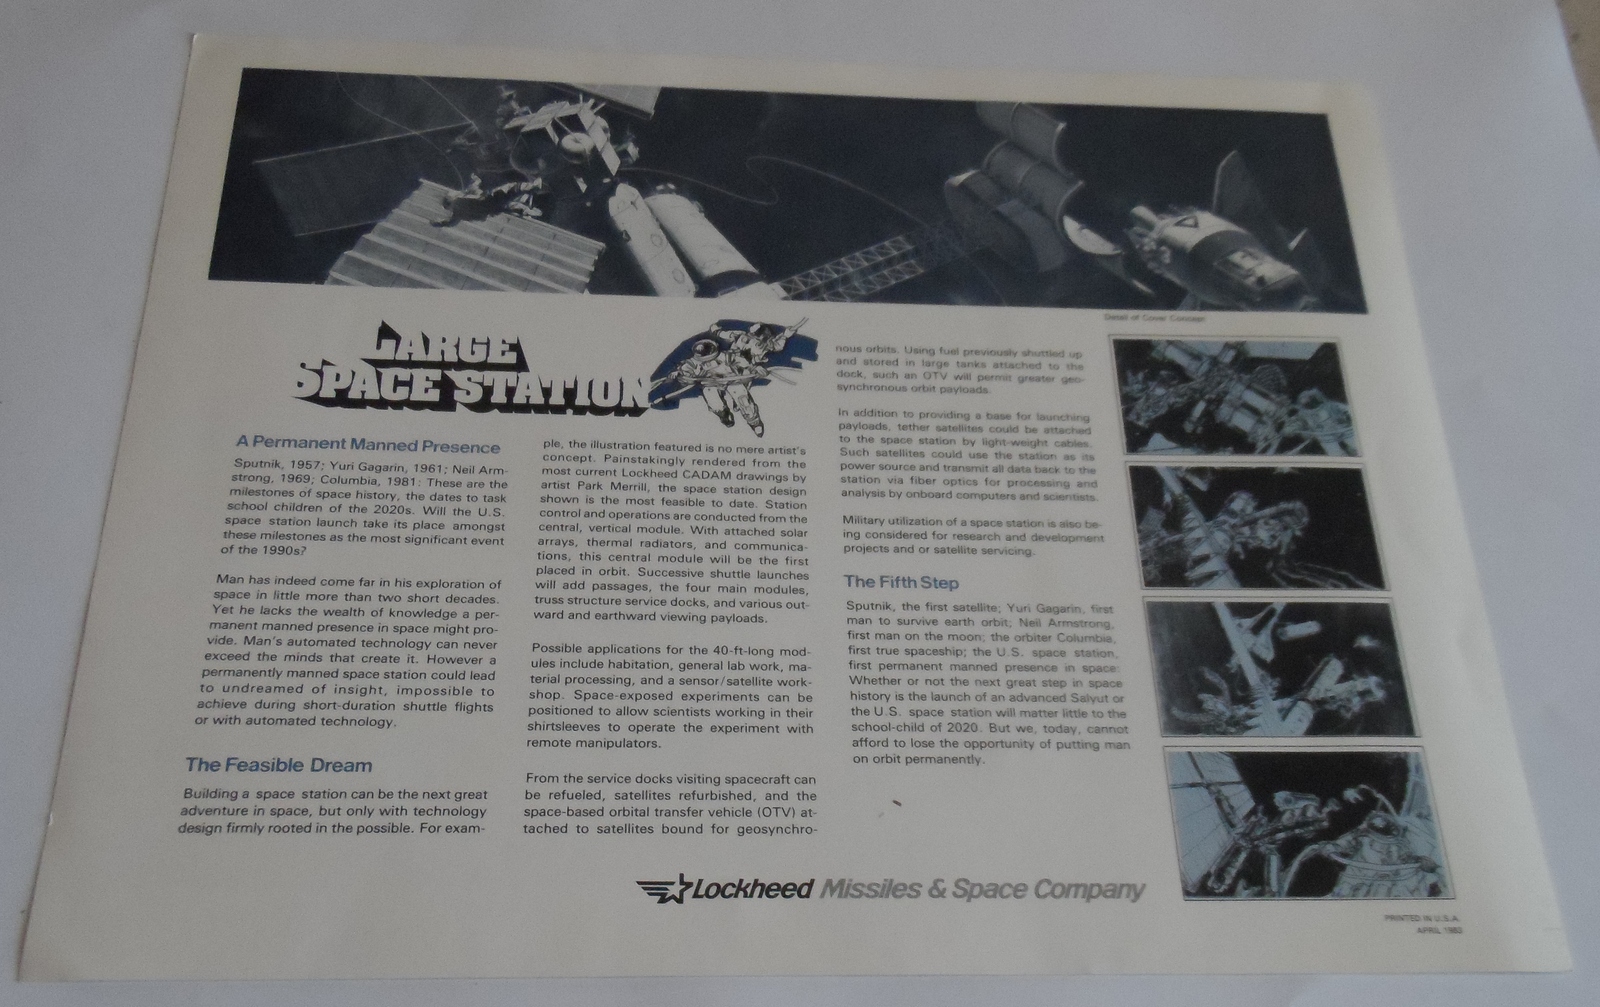 Detail of Cover Concept
LARGE
SPACE STATION
A Permanent Manned Presence
Sputnik, 1957; Yuri Gagarin, 1961; Neil Arm-
strong, 1969; Columbia, 1981: These are the
milestones of space history, the dates to task
school children of the 2020s. Will the U.S.
space station launch take its place amongst
these milestones as the most significant event
of the 1990s?
Man has indeed come far in his exploration of
space in little more than two short decades.
Yet he lacks the wealth of knowledge a per-
manent manned presence in space might pro-
vide. Man's automated technology can never
exceed the minds that create it. However a
permanently manned space station could lead
to undreamed of insight, impossible to
achieve during short-duration shuttle flights
or with automated technology.
The Feasible Dream
Building a space station can be the next great
adventure in space, but only with technology
design firmly rooted in the possible. For exam-
ple, the illustration featured is no mere artist's
concept. Painstakingly rendered from the
most current Lockheed CADAM drawings by
artist Park Merrill, the space station design
shown is the most feasible to date. Station
control and operations are conducted from the
central, vertical module. With attached solar
arrays, thermal radiators, and communica-
tions, this central module will be the first
placed in orbit. Successive shuttle launches
will add passages, the four main modules,
truss structure service docks, and various out-
ward and earthward viewing payloads.
Possible applications for the 40-ft-long mod-
ules include habitation, general lab work, ma-
terial processing, and a sensor/satellite work-
shop. Space-exposed experiments can be
positioned to allow scientists working in their
shirtsleeves to operate the experiment with
remote manipulators.
From the service docks visiting spacecraft can
be refueled, satellites refurbished, and the
space-based orbital transfer vehicle (OTV) at-
tached to satellites bound for geosynchro-
nous orbits. Using fuel previously shuttled up
and stored in large tanks attached to the
dock, such an OTV will permit greater geo-
synchronous orbit payloads.
In addition to providing a base for launching
payloads, tether satellites could be attached
to the space station by light-weight cables.
Such satellites could use the station as its
power source and transmit all data back to the
station via fiber optics for processing and
analysis by onboard computers and scientists.
Military utilization of a space station is also be-
ing considered for research and development
projects and or satellite servicing.
The Fifth Step
Sputnik, the first satellite; Yuri Gagarin, first
man to survive earth orbit; Neil Armstrong,
first man on the moon; the orbiter Columbia,
first true spaceship; the U.S. space station,
first permanent manned presence in space:
Whether or not the next great step in space
history is the launch of an advanced Salyut or
the U.S. space station will matter little to the
school-child of 2020. But we, today, cannot
afford to lose the opportunity of putting man
on orbit permanently.
Lockheed Missiles & Space Company
PRINTED IN U.S.A.
APRIL